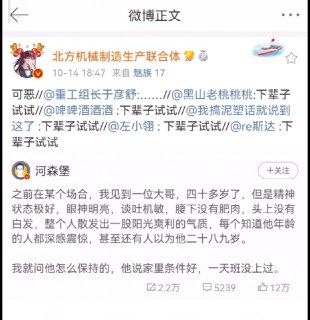 微博正文
北方机械制造生产联合体
10-14 18:47 来自 魅族 17
可恶//@重工组长于彦舒:……//@黑山老桃桃桃:下辈子
试试//@啤啤酒酒酒:下辈子试试//@我搞泥塑话就说到
这了:下辈子试试//@左小翎:下辈子试试//@re斯达:下辈
子试试
河森堡
+关注
之前在某个场合，我见到一位大哥，四十多岁了，但是精神
状态极好，眼神明亮，谈吐机敏，腰下没有肥肉，头上没有
白发，整个人散发出一股阳光爽利的气质，每个知道他年龄
的人都深感震惊，甚至还有人以为他二十八九岁。
我就问他怎么保持的，他说家里条件好，一天班没上过。
2.2万 5239 12万